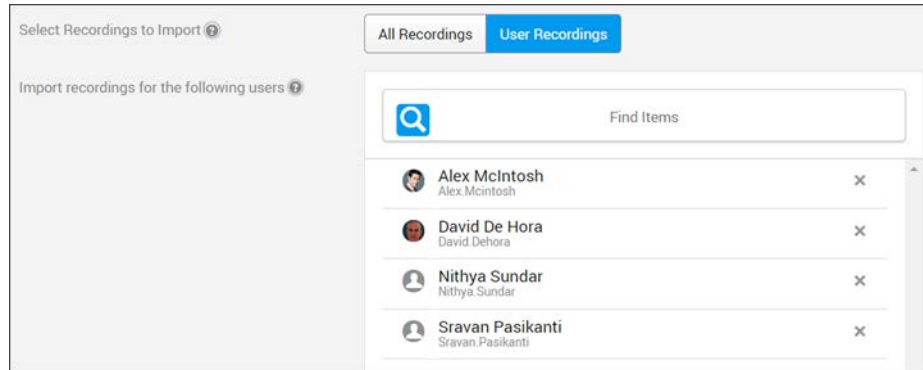 Select Recordings to Import ?
All Recordings
User Recordings
Import recordings for the following users ?
Find Items
Alex McIntosh
Alex.Mcintosh
David De Hora
David.Dehora
Nithya Sundar
Nithya.Sundar
Sravan Pasikanti
Sravan.Pasikanti